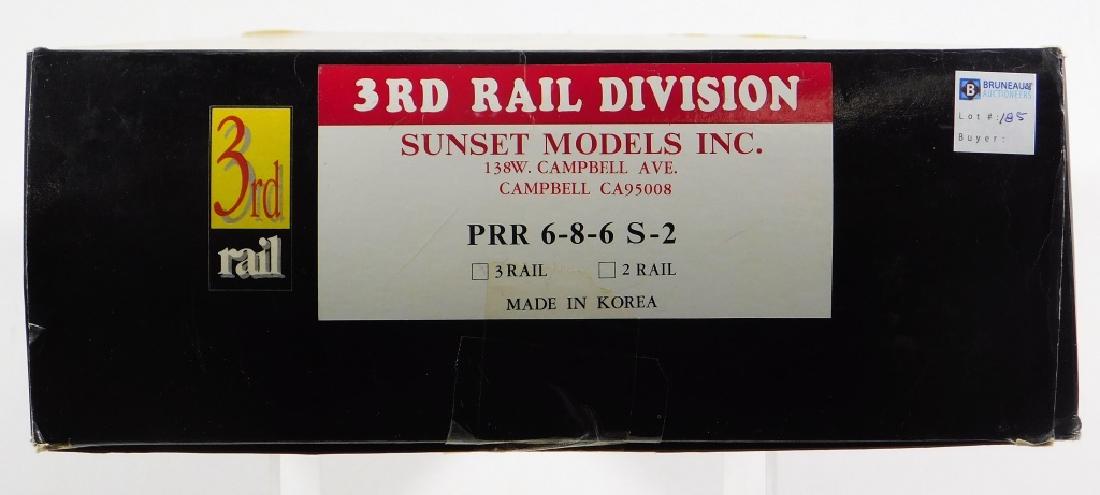 3rd
rail
3RD RAIL DIVISION
SUNSET MODELS INC.
138W. CAMPBELL AVE.
CAMPBELL CA95008
PRR 6-8-6 S-2
3 RAIL 2 RAIL
MADE IN KOREA
B BRUNEAU&
AUCTIONEERS
Lot #: 185
Buyer: